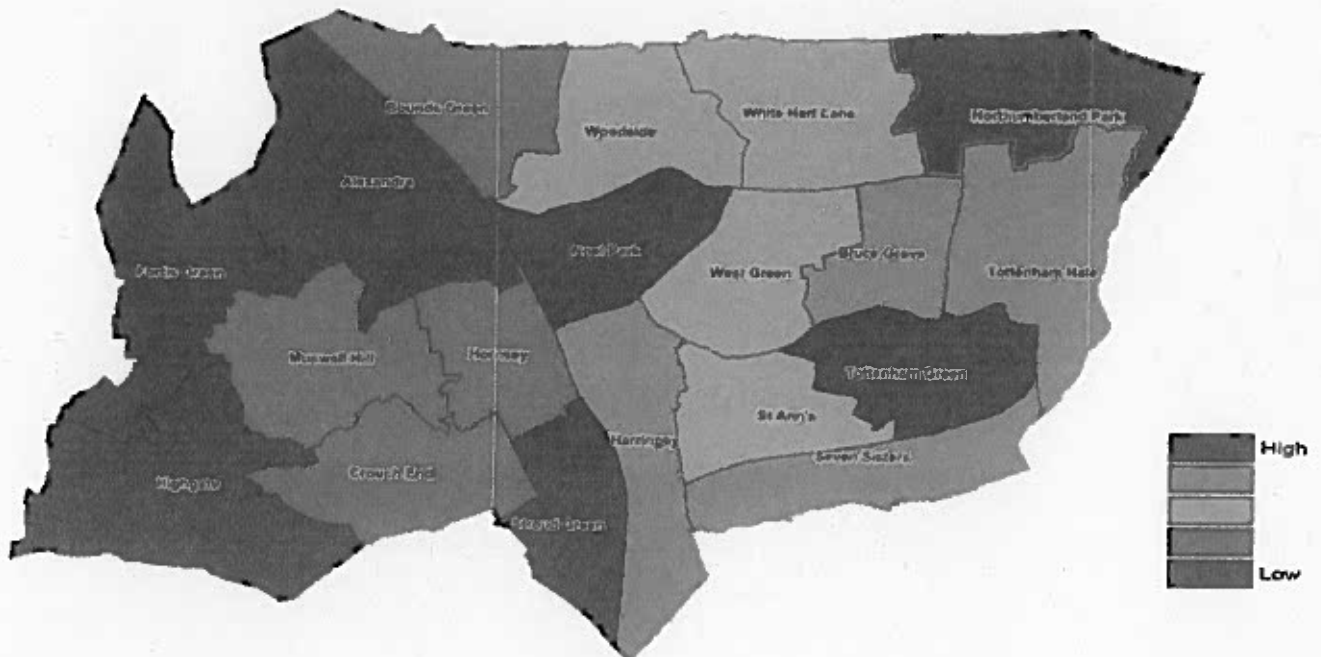 Bounds Green
Woodside
White Hart Lane
Northumberland Park
Alexandra
Noel Park
West Green
Bruce Grove
Tottenham Hale
Fortis Green
Muswell Hill
Hornsey
Tottenham Green
St Ann's
Harringay
Seven Sisters
Crouch End
Highgate
Stroud Green
High
Low